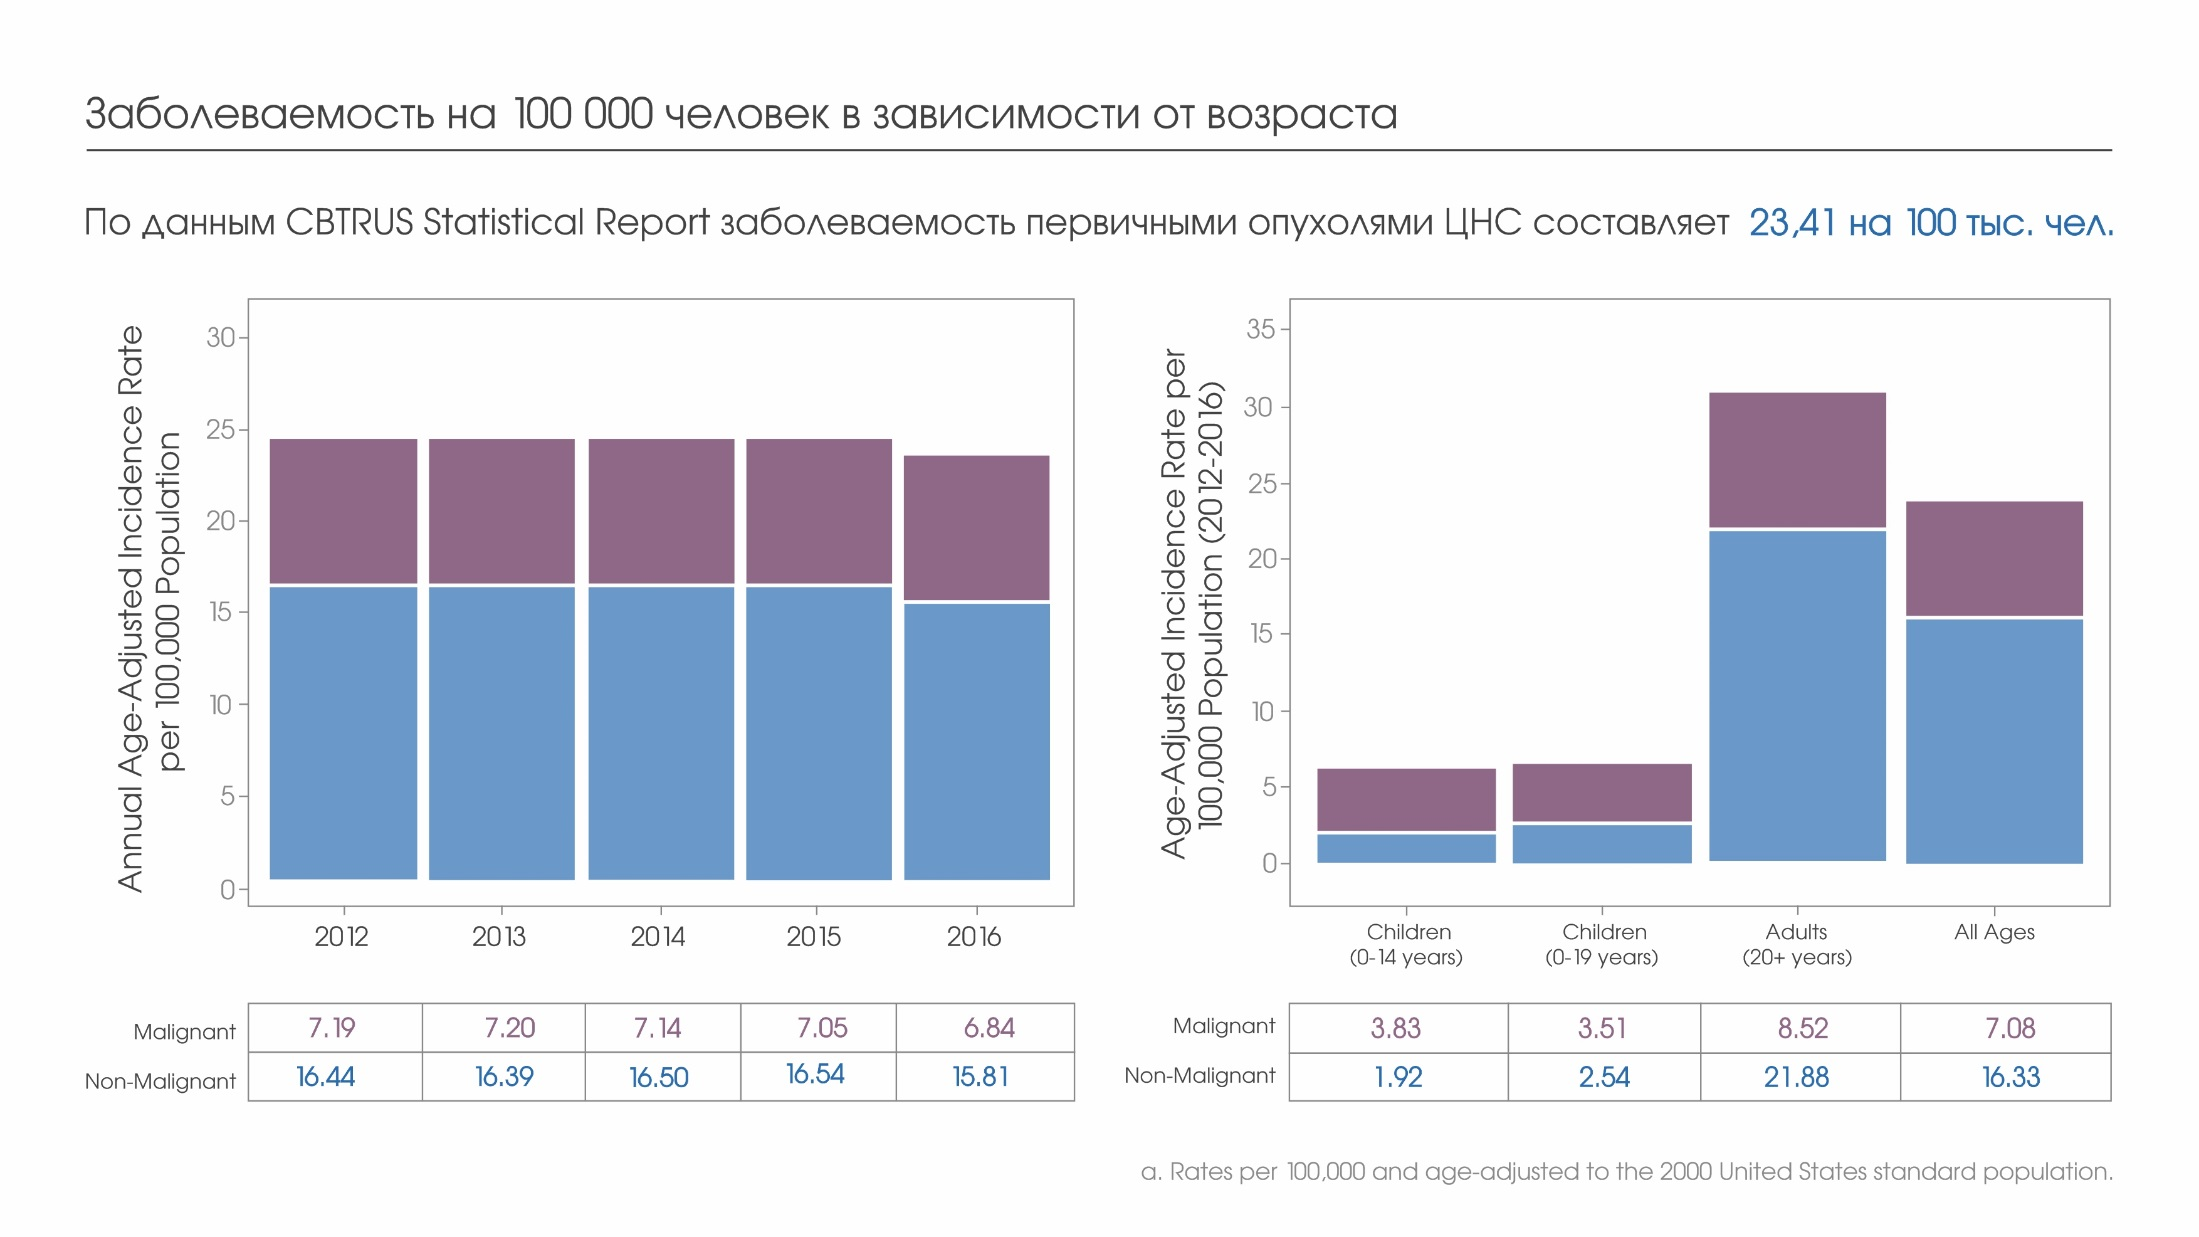 Заболеваемость на 100 000 человек в зависимости от возраста
По данным CBTRUS Statistical Report заболеваемость первичными опухолями ЦНС составляет 23,41 на 100 тыс. чел.
Annual Age-Adjusted Incidence Rate
per 100,000 Population
30
25
20
15
10
5
0
2012 2013 2014 2015 2016
Malignant 7.19 7.20 7.14 7.05 6.84
Non-Malignant 16.44 16.39 16.50 16.54 15.81
Age-Adjusted Incidence Rate per
100,000 Population (2012-2016)
35
30
25
20
15
10
5
0
Children Children Adults All Ages
(0-14 years) (0-19 years) (20+ years)
Malignant 3.83 3.51 8.52 7.08
Non-Malignant 1.92 2.54 21.88 16.33
a. Rates per 100,000 and age-adjusted to the 2000 United States standard population.